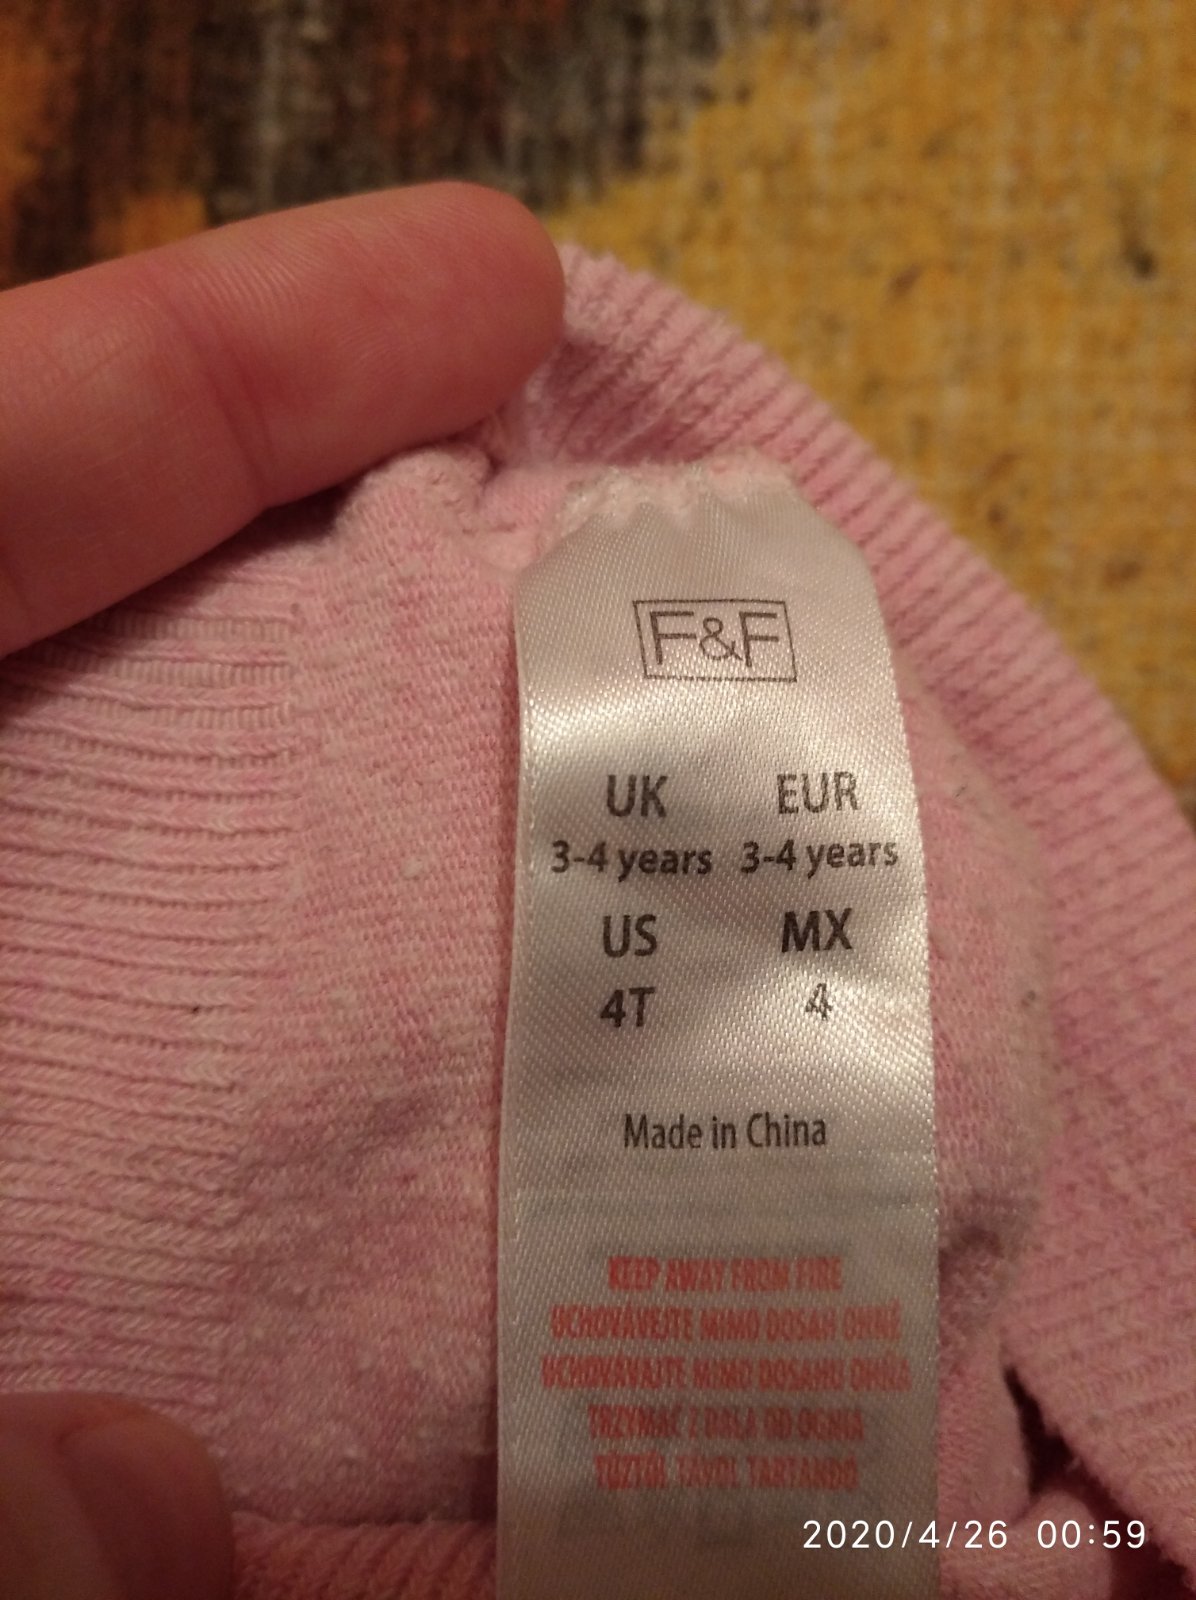 F&F
UK EUR
3-4 years 3-4 years
US MX
4T 4
Made in China
KEEP AWAY FROM FIRE
UCHOVÁVEJTE MIMO DOSAH OHNĚ
UCHOVÁVAJTE MIMO DOSAHU OHŇA
TRZYMAĆ Z DALA OD OGNIA
TŰZTŐL TÁVOL TARTANDÓ
2020/4/26 00:59